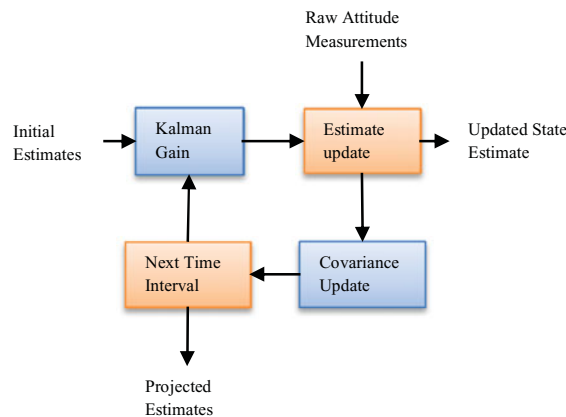 Raw Attitude
Measurements
Initial
Estimates
Kalman
Gain
Estimate
update
Updated State
Estimate
Next Time
Interval
Covariance
Update
Projected
Estimates